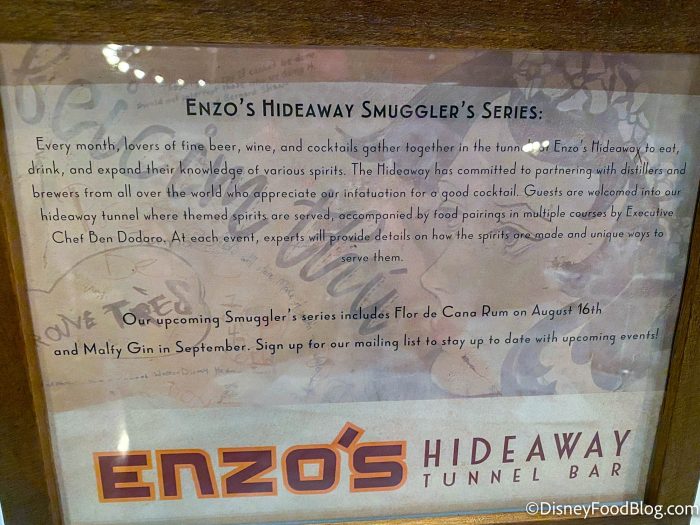 Enzo's Hideaway Smuggler's Series:
Every month, lovers of fine beer, wine, and cocktails gather together in the tunnels of Enzo's Hideaway to eat,
drink, and expand their knowledge of various spirits. The Hideaway has committed to partnering with distillers and
brewers from all over the world who appreciate our infatuation for a good cocktail. Guests are welcomed into our
hideaway tunnel where themed spirits are served, accompanied by food pairings in multiple courses by Executive
Chef Ben Dodaro. At each event, experts will provide details on how the spirits are made and unique ways to
serve them.
Our upcoming Smuggler's series includes Flor de Cana Rum on August 16th
and Malfy Gin in September. Sign up for our mailing list to stay up to date with upcoming events!
ENZO'S HIDEAWAY
TUNNEL BAR
©DisneyFoodBlog.com